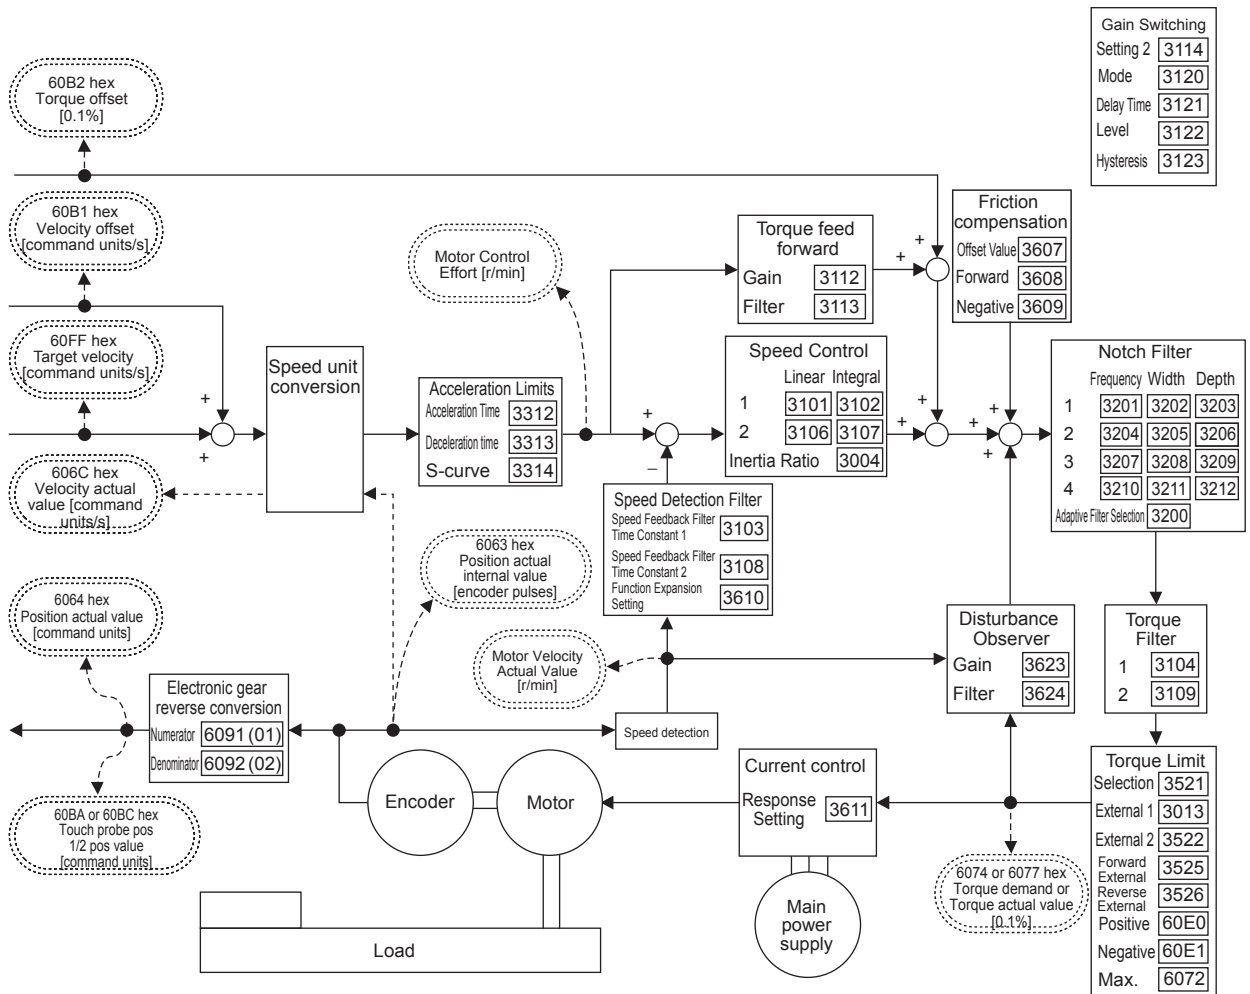 Gain Switching
Setting 2 3114
Mode 3120
Delay Time 3121
Level 3122
Hysteresis 3123
60B2 hex
Torque offset
[0.1%]
60B1 hex
Velocity offset
[command units/s]
60FF hex
Target velocity
[command units/s]
606C hex
Velocity actual
value [command
units/s]
+
+
Speed unit
conversion
Acceleration Limits
Acceleration Time 3312
Deceleration time 3313
S-curve 3314
Motor Control
Effort [r/min]
Torque feed
forward
Gain 3112
Filter 3113
+
+
Friction
compensation
Offset Value 3607
Forward 3608
Negative 3609
+
−
Speed Control
Linear Integral
1 3101 3102
2 3106 3107
Inertia Ratio 3004
+
+
+
+
+
Notch Filter
Frequency Width Depth
1 3201 3202 3203
2 3204 3205 3206
3 3207 3208 3209
4 3210 3211 3212
Adaptive Filter Selection 3200
Speed Detection Filter
Speed Feedback Filter
Time Constant 1 3103
Speed Feedback Filter
Time Constant 2 3108
Function Expansion
Setting 3610
6063 hex
Position actual
internal value
[encoder pulses]
6064 hex
Position actual value
[command units]
Motor Velocity
Actual Value
[r/min]
Disturbance
Observer
Gain 3623
Filter 3624
Torque
Filter
1 3104
2 3109
Electronic gear
reverse conversion
Numerator 6091 (01)
Denominator 6092 (02)
Speed detection
60BA or 60BC hex
Touch probe pos
1/2 pos value
[command units]
Encoder
Motor
Current control
Response
Setting 3611
Main
power
supply
Load
6074 or 6077 hex
Torque demand or
Torque actual value
[0.1%]
Torque Limit
Selection 3521
External 1 3013
External 2 3522
Forward
External 3525
Reverse
External 3526
Positive 60E0
Negative 60E1
Max. 6072